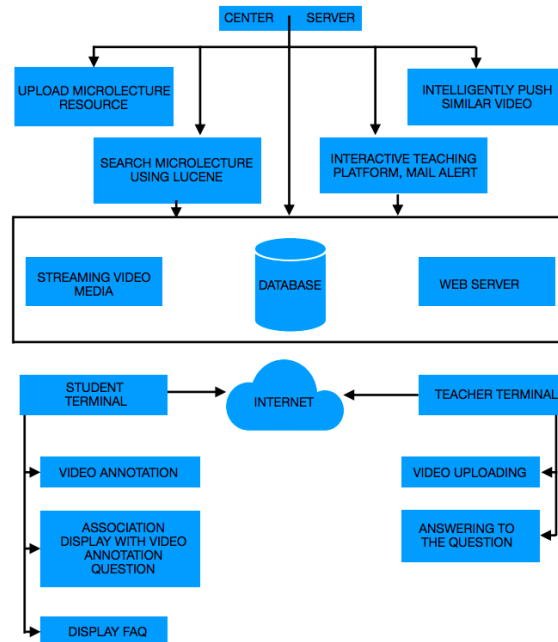 CENTER SERVER
UPLOAD MICROLECTURE
RESOURCE
INTELLIGENTLY PUSH
SIMILAR VIDEO
SEARCH MICROLECTURE
USING LUCENE
INTERACTIVE TEACHING
PLATFORM, MAIL ALERT
STREAMING VIDEO
MEDIA
DATABASE
WEB SERVER
STUDENT
TERMINAL
INTERNET
TEACHER TERMINAL
VIDEO ANNOTATION
VIDEO UPLOADING
ASSOCIATION
DISPLAY WITH VIDEO
ANNOTATION
QUESTION
ANSWERING TO
THE QUESTION
DISPLAY FAQ